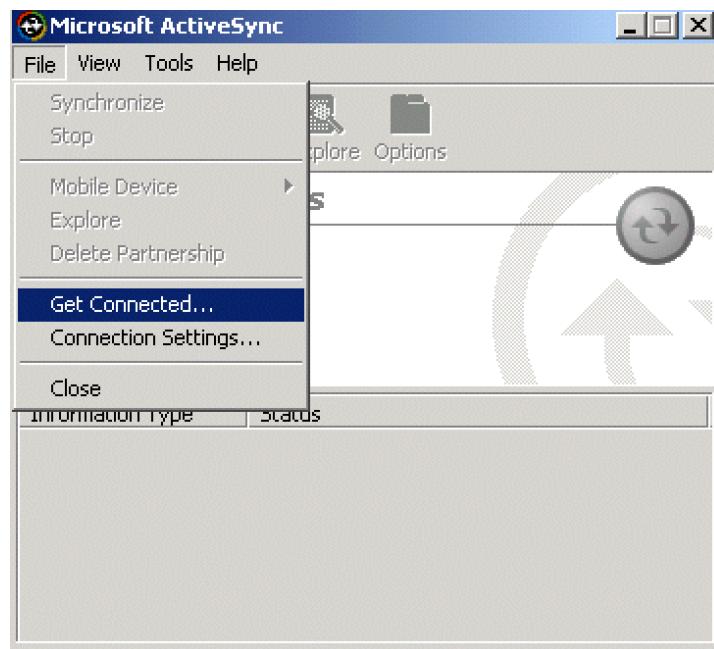 Microsoft ActiveSync
File View Tools Help
Synchronize
Stop
plore Options
Mobile Device
s
Explore
Delete Partnership
Get Connected...
Connection Settings...
Close
Information Type Status